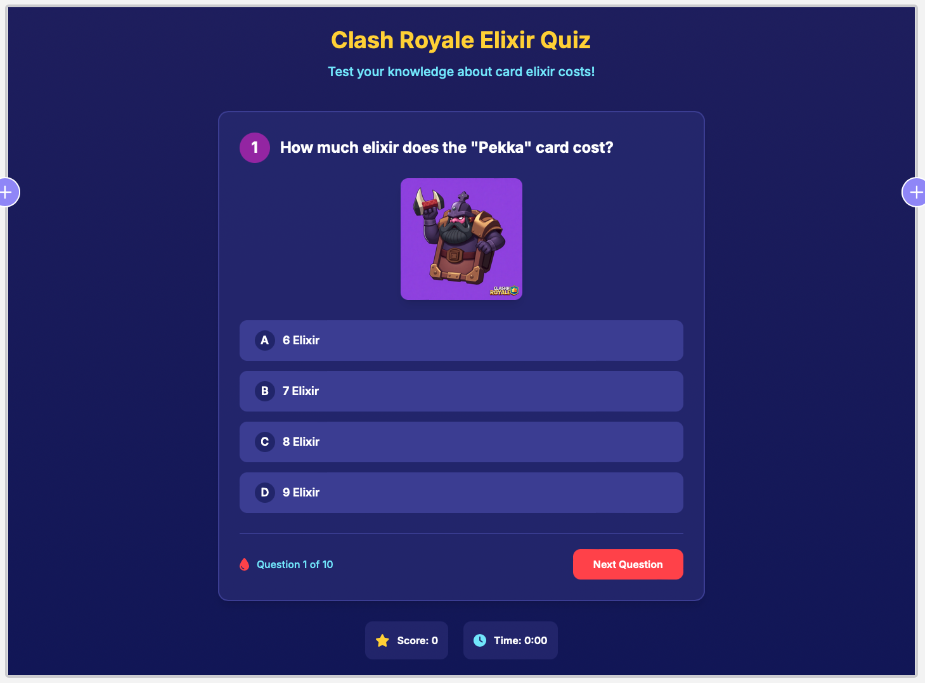 Clash Royale Elixir Quiz
Test your knowledge about card elixir costs!
1
How much elixir does the "Pekka" card cost?
A
6 Elixir
B
7 Elixir
C
8 Elixir
D
9 Elixir
Question 1 of 10
Next Question
Score: 0
Time: 0:00